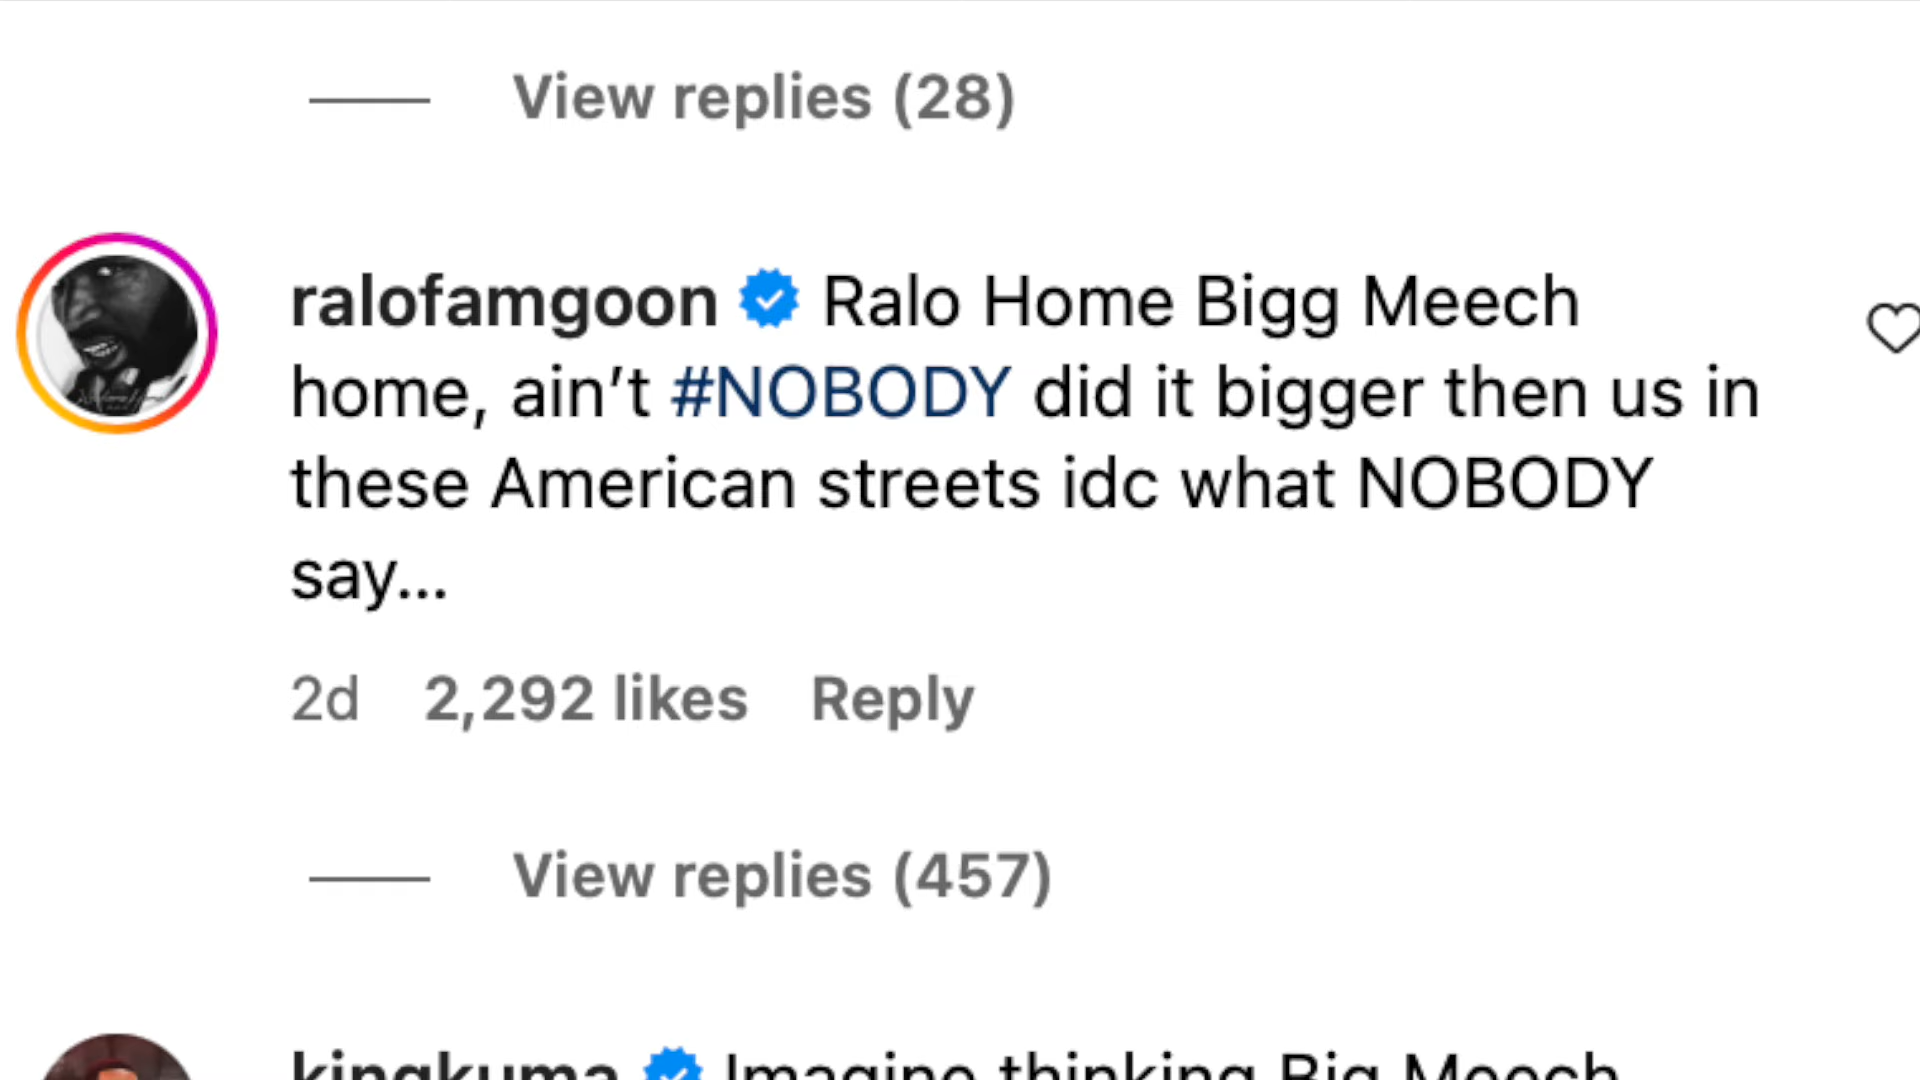 View replies (28)
ralofamgoon Ralo Home Bigg Meech
home, ain’t #NOBODY did it bigger then us in
these American streets idc what NOBODY
say...
2d 2,292 likes Reply
View replies (457)
kingkuma Imagine thinking Big Meech